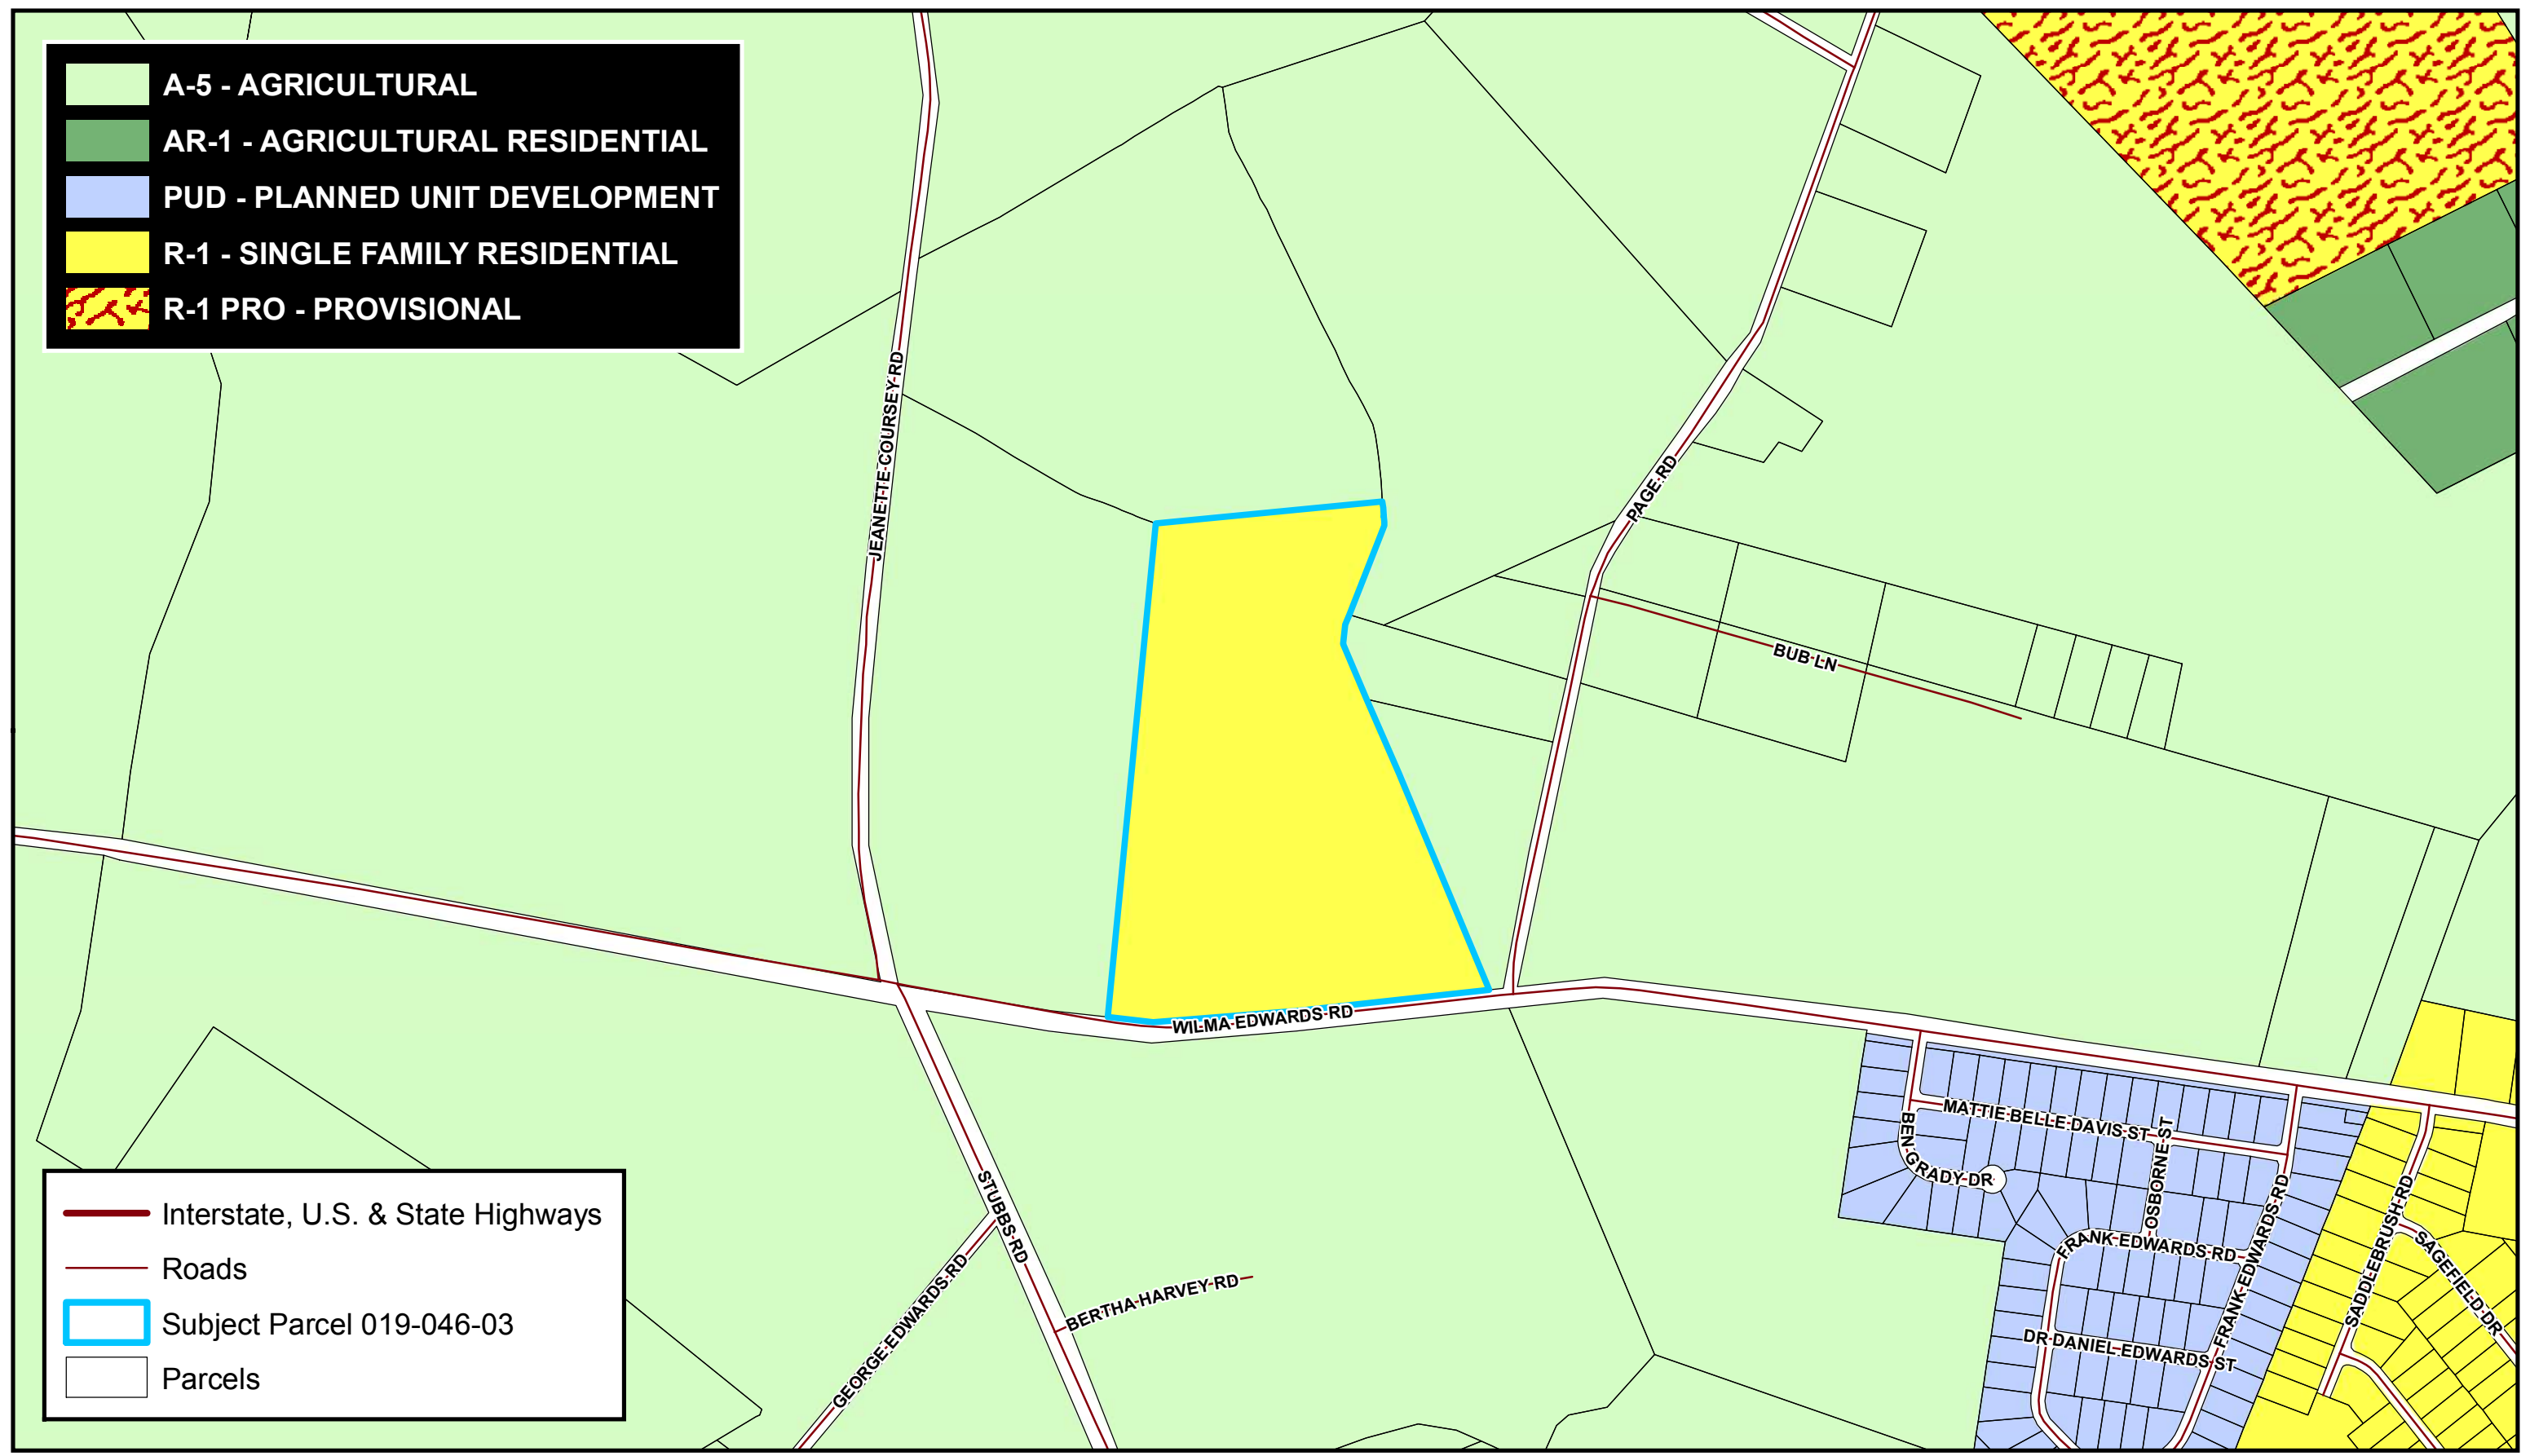 A-5 - AGRICULTURAL
AR-1 - AGRICULTURAL RESIDENTIAL
PUD - PLANNED UNIT DEVELOPMENT
R-1 - SINGLE FAMILY RESIDENTIAL
R-1 PRO - PROVISIONAL
JEANETTE COURSEY RD
PAGE RD
BUB LN
WILMA EDWARDS RD
MATTIE BELLE DAVIS ST
BEN GRADY DR
OSBORNE ST
FRANK EDWARDS RD
FRANK EDWARDS RD
DR DANIEL EDWARDS ST
SADDLEBRUSH RD
SAGEFIELD DR
STUBBS RD
GEORGE EDWARDS RD
BERTHA HARVEY RD
Interstate, U.S. & State Highways
Roads
Subject Parcel 019-046-03
Parcels